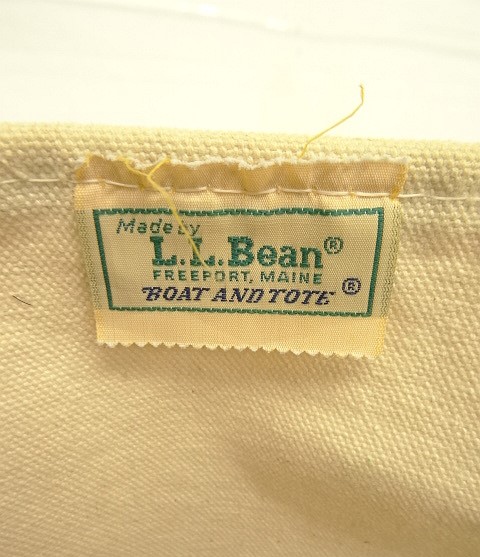 Made by
L.L.Bean®
FREEPORT, MAINE
BOAT AND TOTE ®